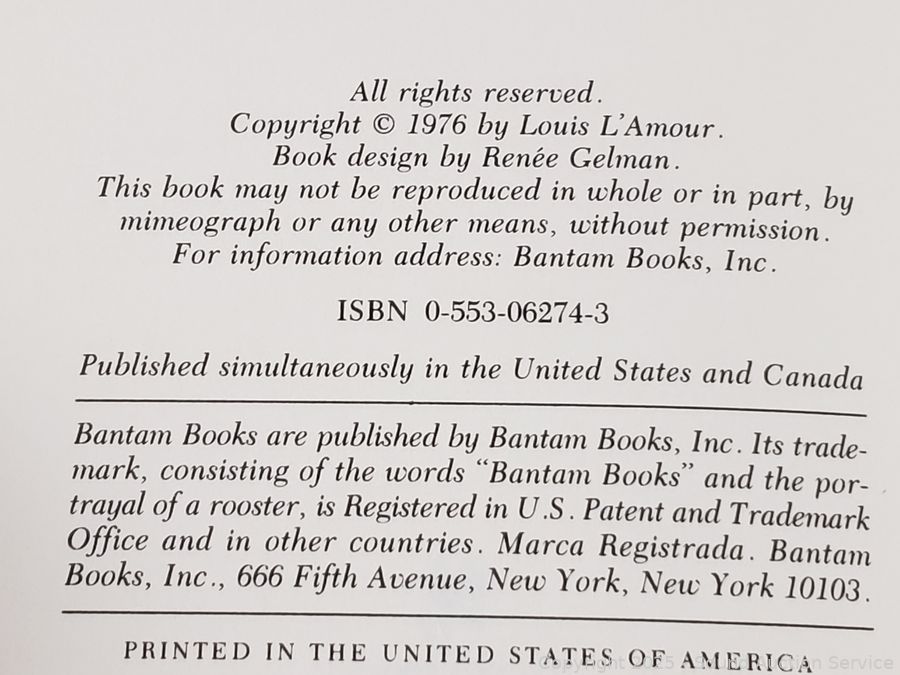 All rights reserved.
Copyright © 1976 by Louis L'Amour.
Book design by Renée Gelman.
This book may not be reproduced in whole or in part, by
mimeograph or any other means, without permission.
For information address: Bantam Books, Inc.
ISBN 0-553-06274-3
Published simultaneously in the United States and Canada
Bantam Books are published by Bantam Books, Inc. Its trade-
mark, consisting of the words “Bantam Books” and the por-
trayal of a rooster, is Registered in U.S. Patent and Trademark
Office and in other countries. Marca Registrada. Bantam
Books, Inc., 666 Fifth Avenue, New York, New York 10103.
PRINTED IN THE UNITED STATES OF AMERICA
Copyright 2025 Auction Service